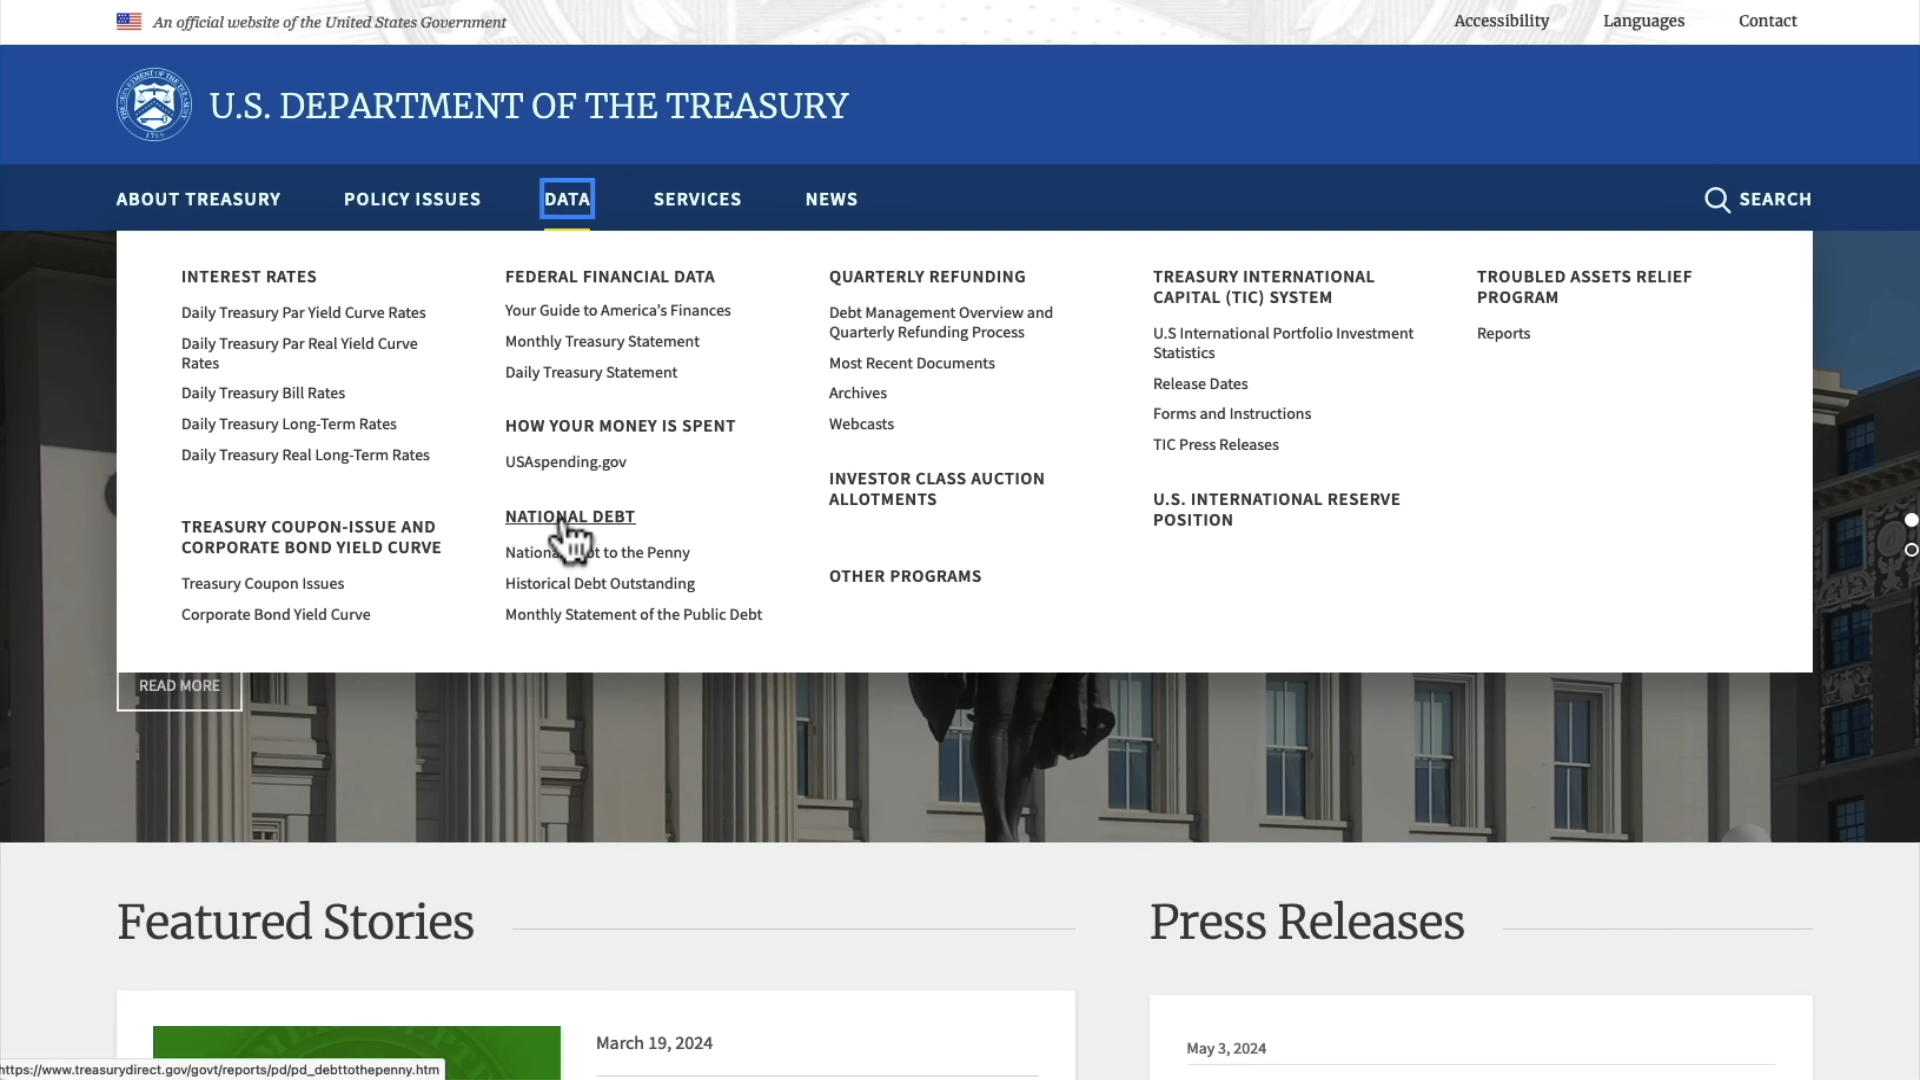 An official website of the United States Government
Accessibility
Languages
Contact
U.S. DEPARTMENT OF THE TREASURY
ABOUT TREASURY
POLICY ISSUES
DATA
SERVICES
NEWS
SEARCH
INTEREST RATES
Daily Treasury Par Yield Curve Rates
Daily Treasury Par Real Yield Curve
Rates
Daily Treasury Bill Rates
Daily Treasury Long-Term Rates
Daily Treasury Real Long-Term Rates
TREASURY COUPON-ISSUE AND
CORPORATE BOND YIELD CURVE
Treasury Coupon Issues
Corporate Bond Yield Curve
FEDERAL FINANCIAL DATA
Your Guide to America's Finances
Monthly Treasury Statement
Daily Treasury Statement
HOW YOUR MONEY IS SPENT
USAspending.gov
NATIONAL DEBT
to the Penny
Historical Debt Outstanding
Monthly Statement of the Public Debt
QUARTERLY REFUNDING
Debt Management Overview and
Quarterly Refunding Process
Most Recent Documents
Archives
Webcasts
INVESTOR CLASS AUCTION
ALLOTMENTS
OTHER PROGRAMS
TREASURY INTERNATIONAL
CAPITAL (TIC) SYSTEM
U.S International Portfolio Investment
Statistics
Release Dates
Forms and Instructions
TIC Press Releases
U.S. INTERNATIONAL RESERVE
POSITION
TROUBLED ASSETS RELIEF
PROGRAM
Reports
READ MORE
Featured Stories
March 19, 2024
Press Releases
May 3, 2024
https://www.treasurydirect.gov/govt/reports/pd/pd_debttothepenny.htm